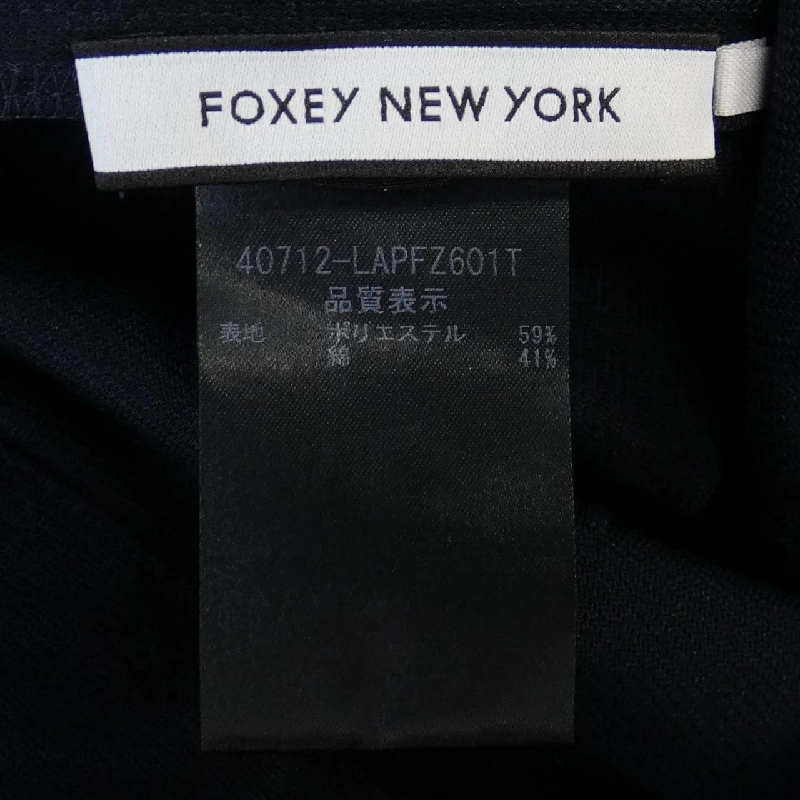 FOXEY NEW YORK
40712-LAPFZ601T
品質表示
表地 ポリエステル 59%
綿 41%